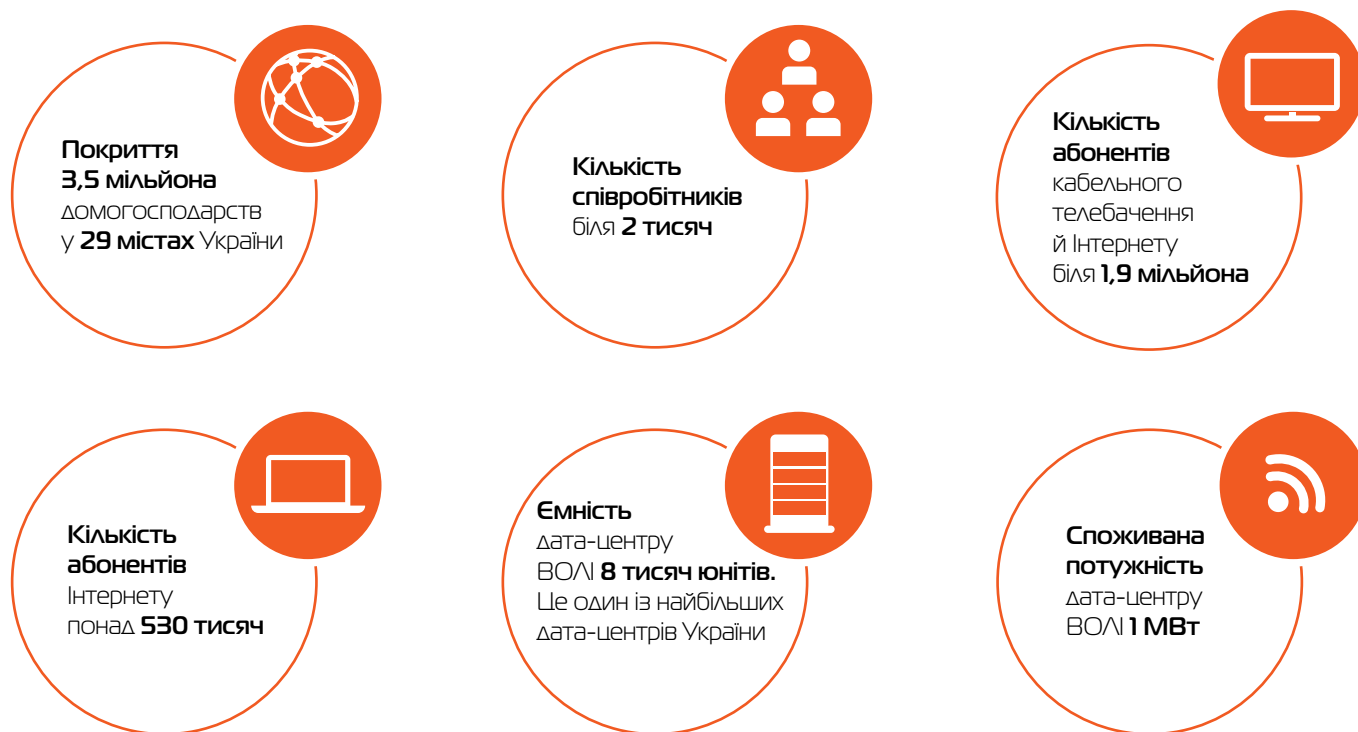 Покриття
3,5 мільйона
домогосподарств
у 29 містах України
Кількість
співробітників
біля 2 тисяч
Кількість
абонентів
кабельного
телебачення
й Інтернету
біля 1,9 мільйона
Кількість
абонентів
Інтернету
понад 530 тисяч
Ємність
дата-центру
ВОЛІ 8 тисяч юнітів.
Це один із найбільших
дата-центрів України
Споживана
потужність
дата-центру
ВОЛІ 1 МВт